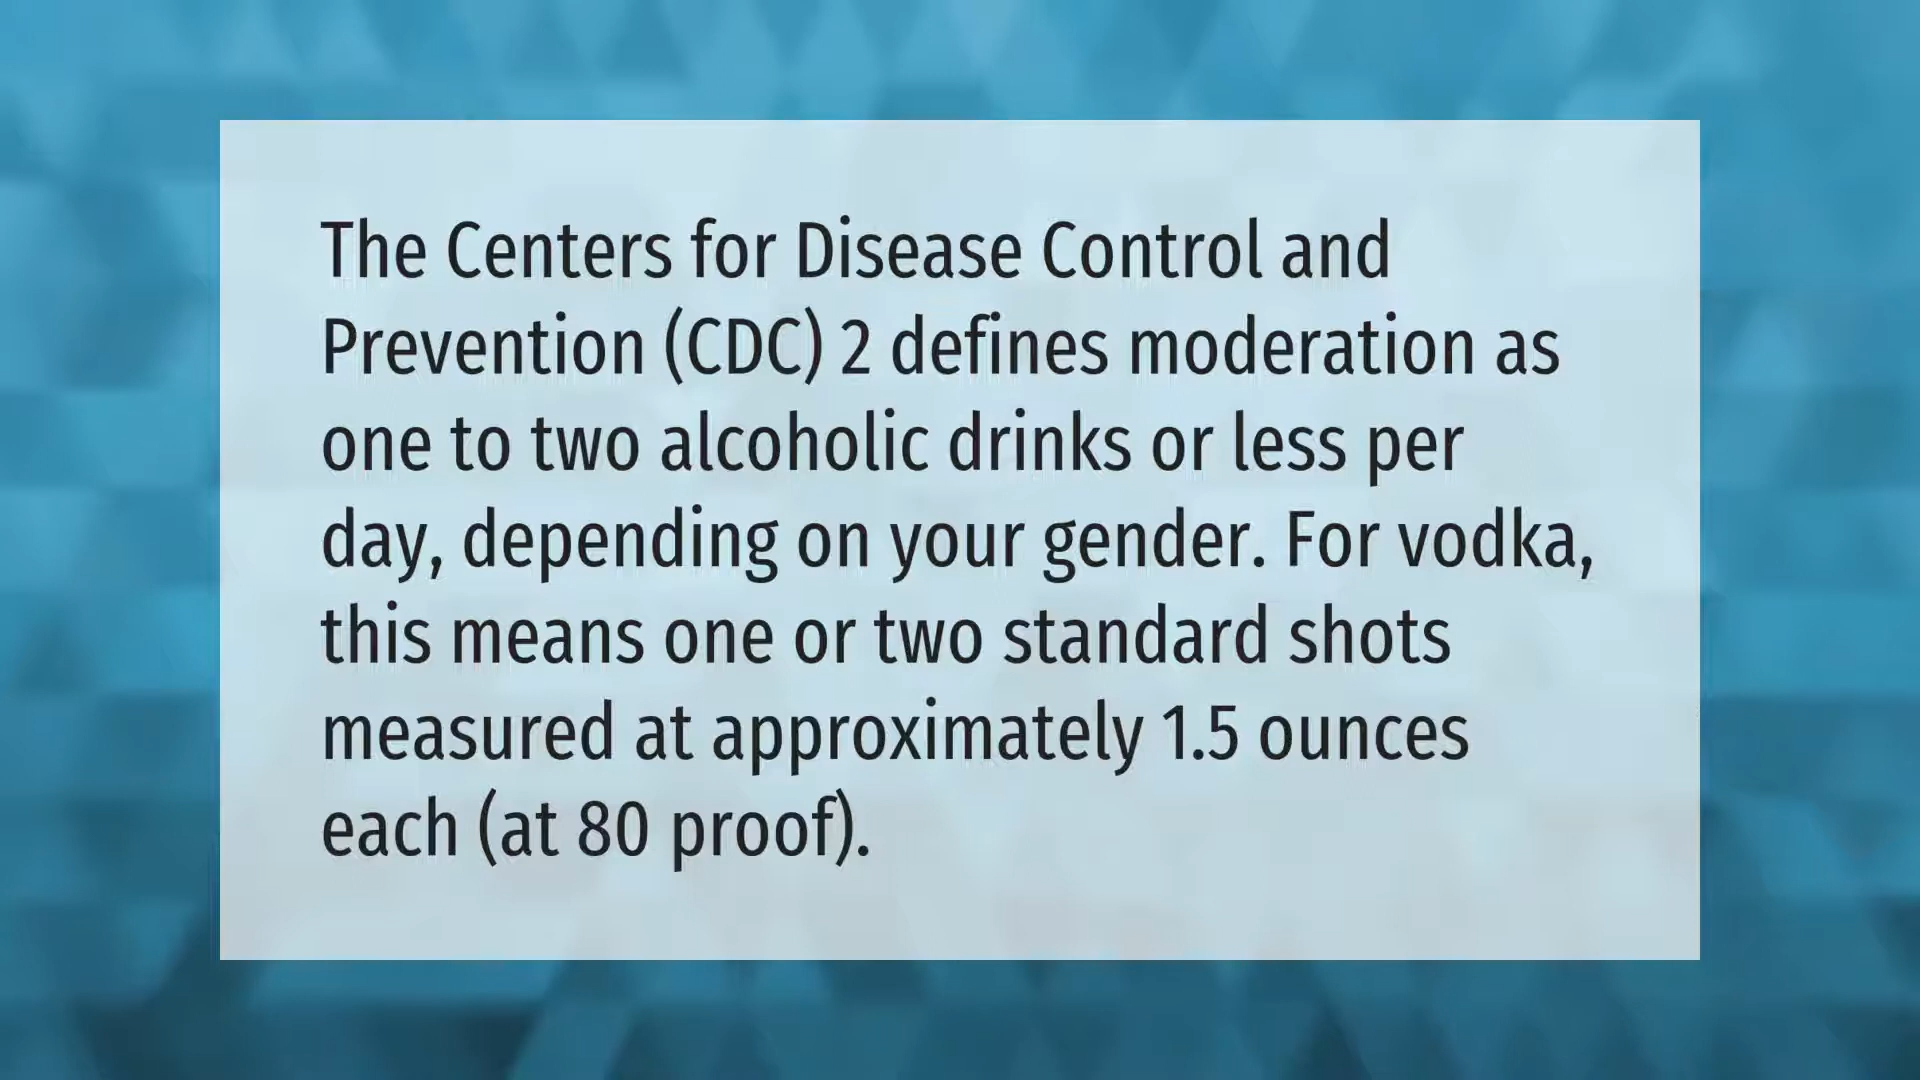 The Centers for Disease Control and
Prevention (CDC) 2 defines moderation as
one to two alcoholic drinks or less per
day, depending on your gender. For vodka,
this means one or two standard shots
measured at approximately 1.5 ounces
each (at 80 proof).